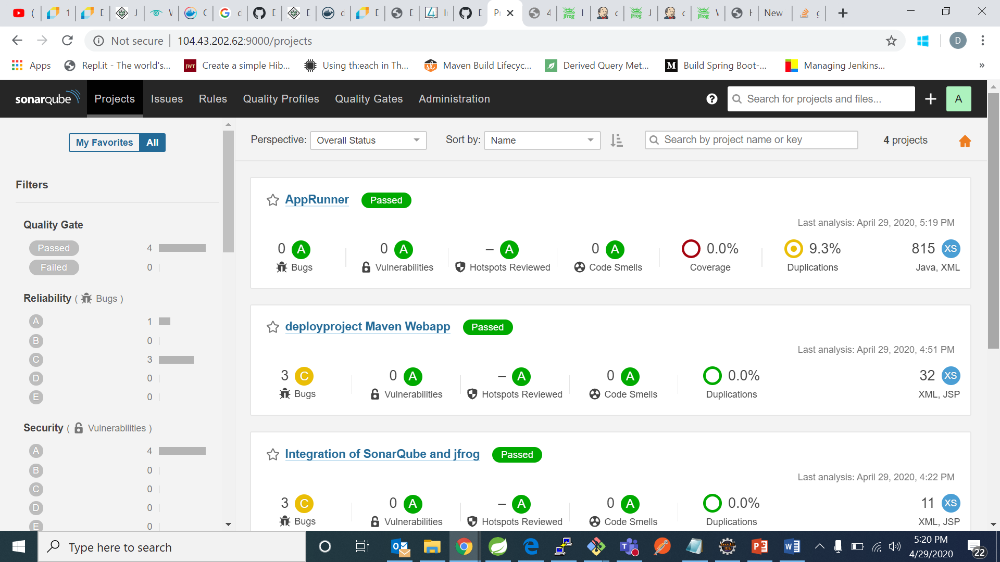 Not secure 104.43.202.62:9000/projects
Apps Repl.it - The world's... Create a simple Hib... Using th:each in Th... Maven Build Lifecyc... Derived Query Met... Build Spring Boot-... Managing Jenkins... »
sonarqube Projects Issues Rules Quality Profiles Quality Gates Administration Search for projects and files... A
My Favorites All
Perspective: Overall Status Sort by: Name Search by project name or key 4 projects
Filters
Quality Gate
Passed 4
Failed 0
Reliability ( Bugs )
A 1
B 0
C 3
D 0
E 0
Security ( Vulnerabilities )
A 4
B 0
C 0
D 0
E 0
AppRunner Passed
Last analysis: April 29, 2020, 5:19 PM
0 A 0 A – A 0 A 0.0% 9.3% 815 XS
Bugs Vulnerabilities Hotspots Reviewed Code Smells Coverage Duplications Java, XML
deployproject Maven Webapp Passed
Last analysis: April 29, 2020, 4:51 PM
3 C 0 A – A 0 A 0.0% 32 XS
Bugs Vulnerabilities Hotspots Reviewed Code Smells Duplications XML, JSP
Integration of SonarQube and jfrog Passed
Last analysis: April 29, 2020, 4:22 PM
3 C 0 A – A 0 A 0.0% 11 XS
Bugs Vulnerabilities Hotspots Reviewed Code Smells Duplications XML, JSP
Type here to search
5:20 PM
4/29/2020
22